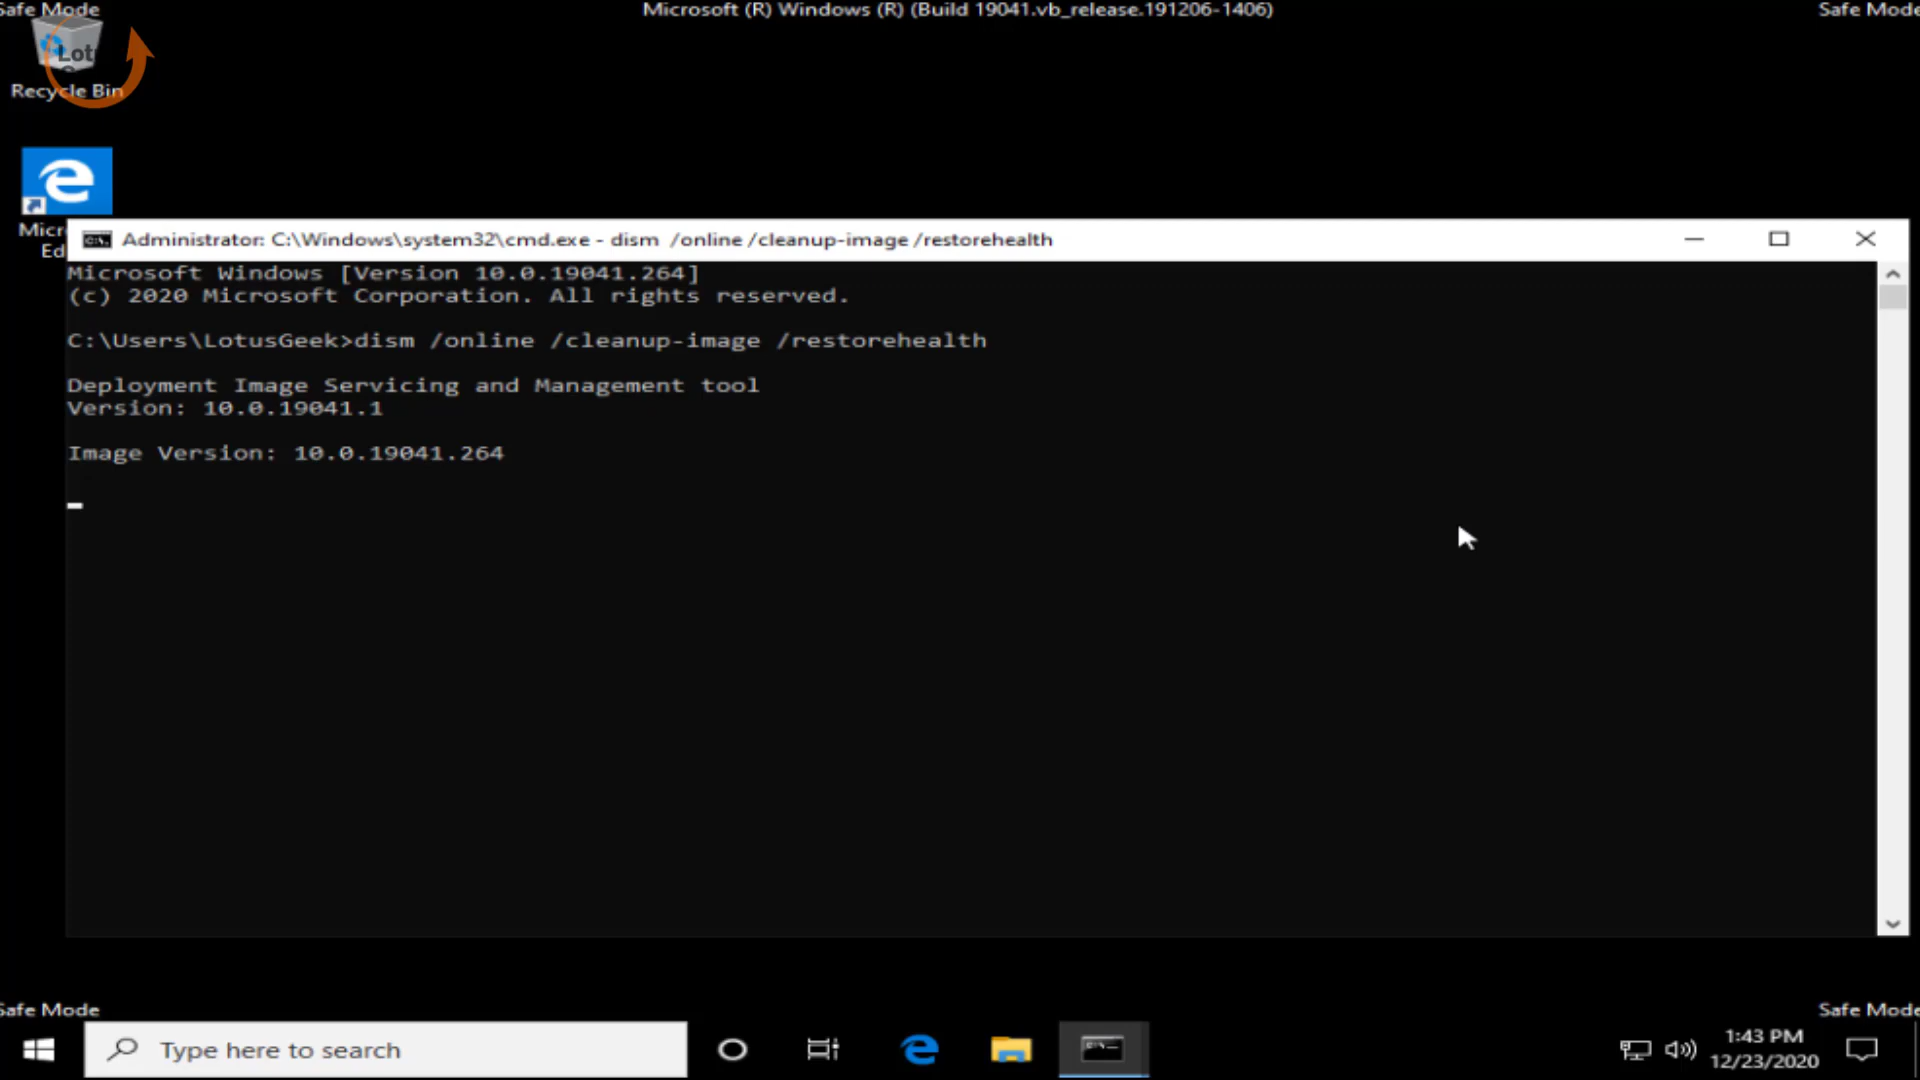 Safe Mode
Microsoft (R) Windows (R) (Build 19041.vb_release.191206-1406)
Safe Mode
Lotu
Recycle Bin
Micr
Ed
Administrator: C:\Windows\system32\cmd.exe - dism /online /cleanup-image /restorehealth
Microsoft Windows [Version 10.0.19041.264]
(c) 2020 Microsoft Corporation. All rights reserved.
C:\Users\LotusGeek>dism /online /cleanup-image /restorehealth
Deployment Image Servicing and Management tool
Version: 10.0.19041.1
Image Version: 10.0.19041.264
Safe Mode
Safe Mode
Type here to search
1:43 PM
12/23/2020